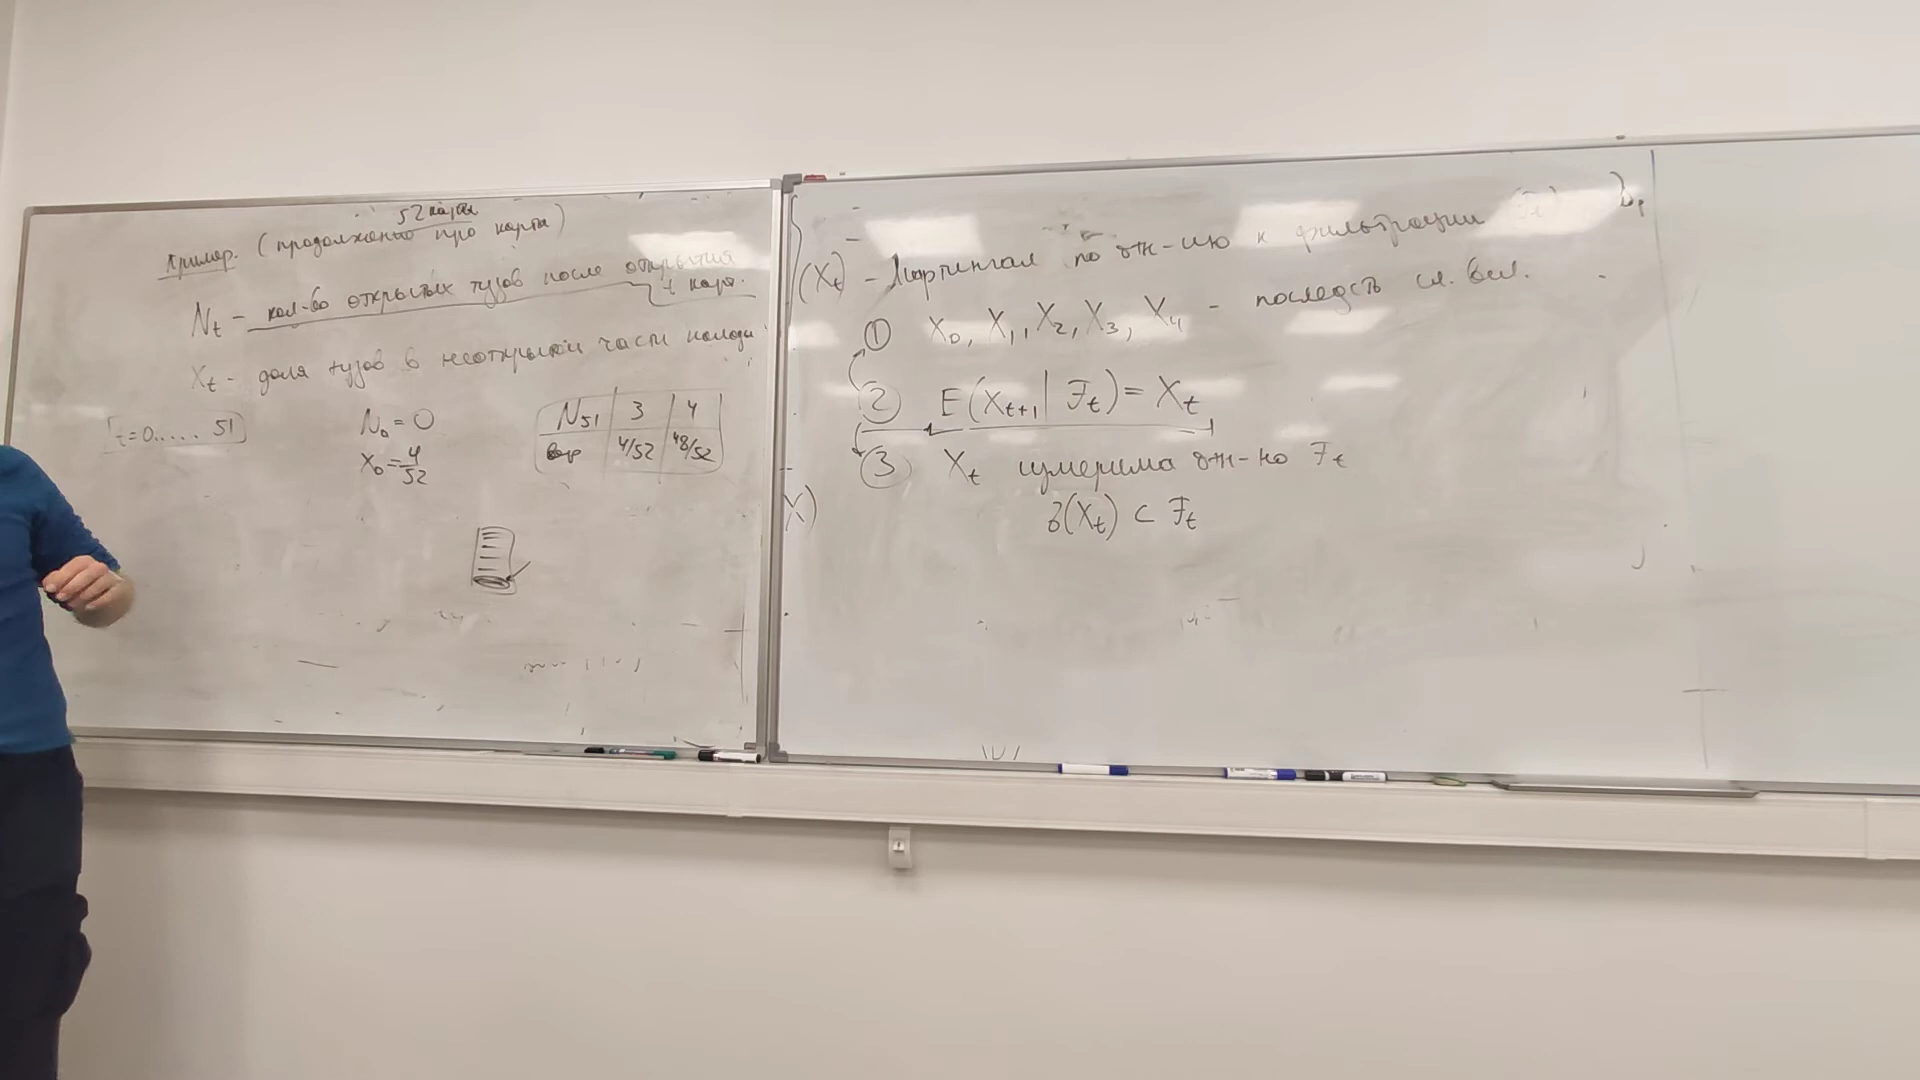 52 карты
Пример. (продолжение про карты)
N_t - кол-во открытых тузов после открытия
t карт.
X_t - доля тузов в неоткрытой части колоды
t=0..... 51
N_0 = 0
X_0 = 4/52
N_51 | 3 | 4
вер | 4/52 | 48/52
(X_t) - Мартингал по отн-ию к фильтрации (F_t)
① X_0, X_1, X_2, X_3, X_4 - последсть сл. вел.
② E(X_{t+1} | F_t) = X_t
③ X_t измерима отн-но F_t
σ(X_t) ⊂ F_t
X)